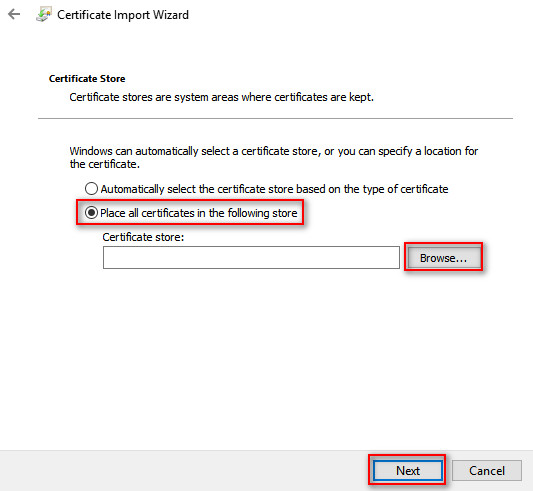 Certificate Import Wizard
Certificate Store
Certificate stores are system areas where certificates are kept.
Windows can automatically select a certificate store, or you can specify a location for
the certificate.
Automatically select the certificate store based on the type of certificate
Place all certificates in the following store
Certificate store:
Browse...
Next
Cancel